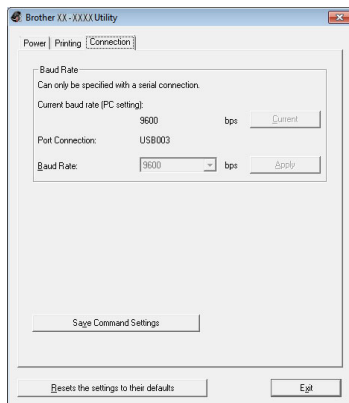 Brother XX-XXXX Utility
Power Printing Connection
Baud Rate
Can only be specified with a serial connection.
Current baud rate (PC setting):
9600 bps Current
Port Connection: USB003
Baud Rate: 9600 bps Apply
Save Command Settings
Resets the settings to their defaults Exit